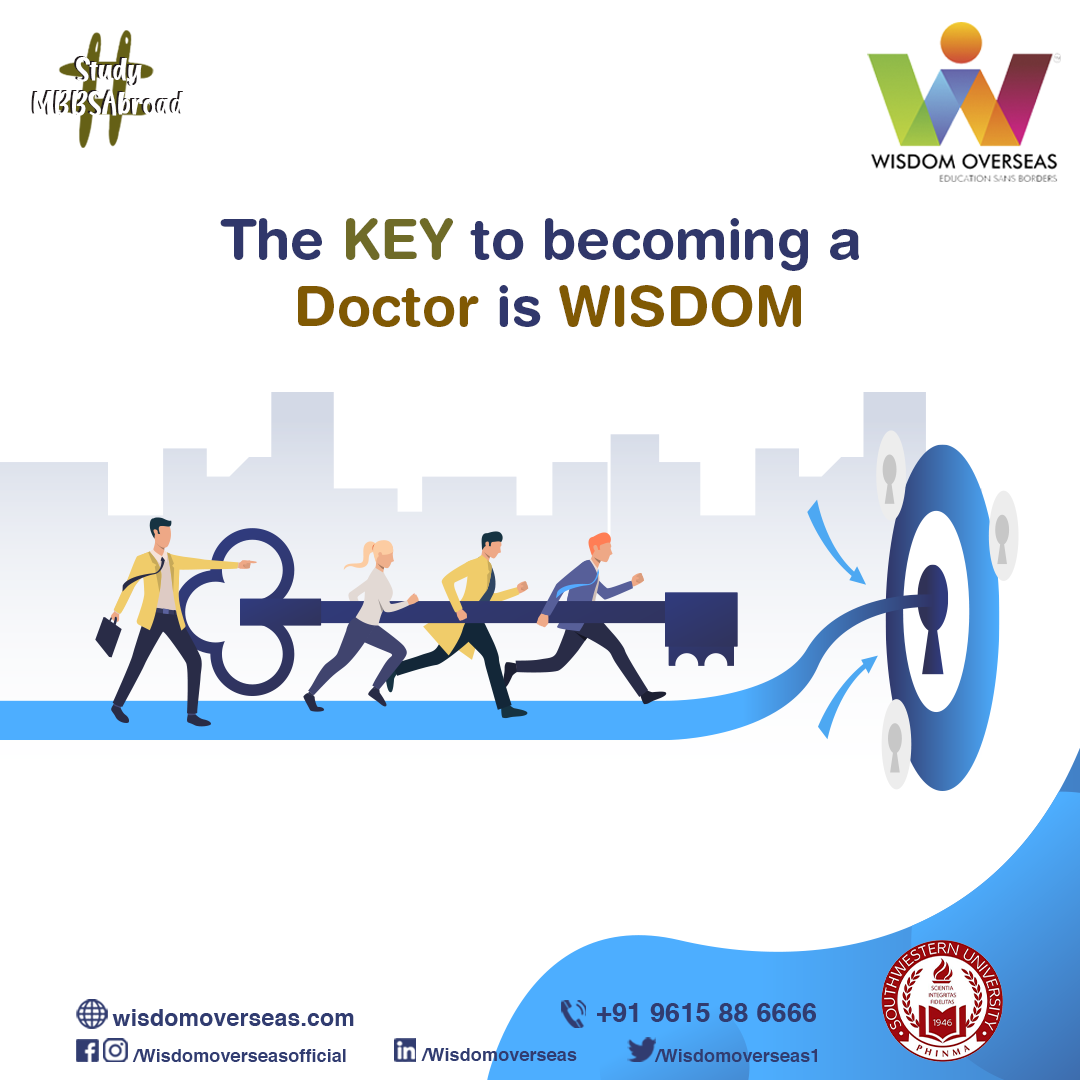 #
Study
MBBSAbroad
WISDOM OVERSEAS
EDUCATION SANS BORDERS
The KEY to becoming a
Doctor is WISDOM
wisdomoverseas.com
+91 9615 88 6666
/Wisdomoverseasofficial
in /Wisdomoverseas
/Wisdomoverseas1
SOUTHWESTERN UNIVERSITY
SCIENTIA
INTEGRITAS
FIDELITAS
1946
PHINMA